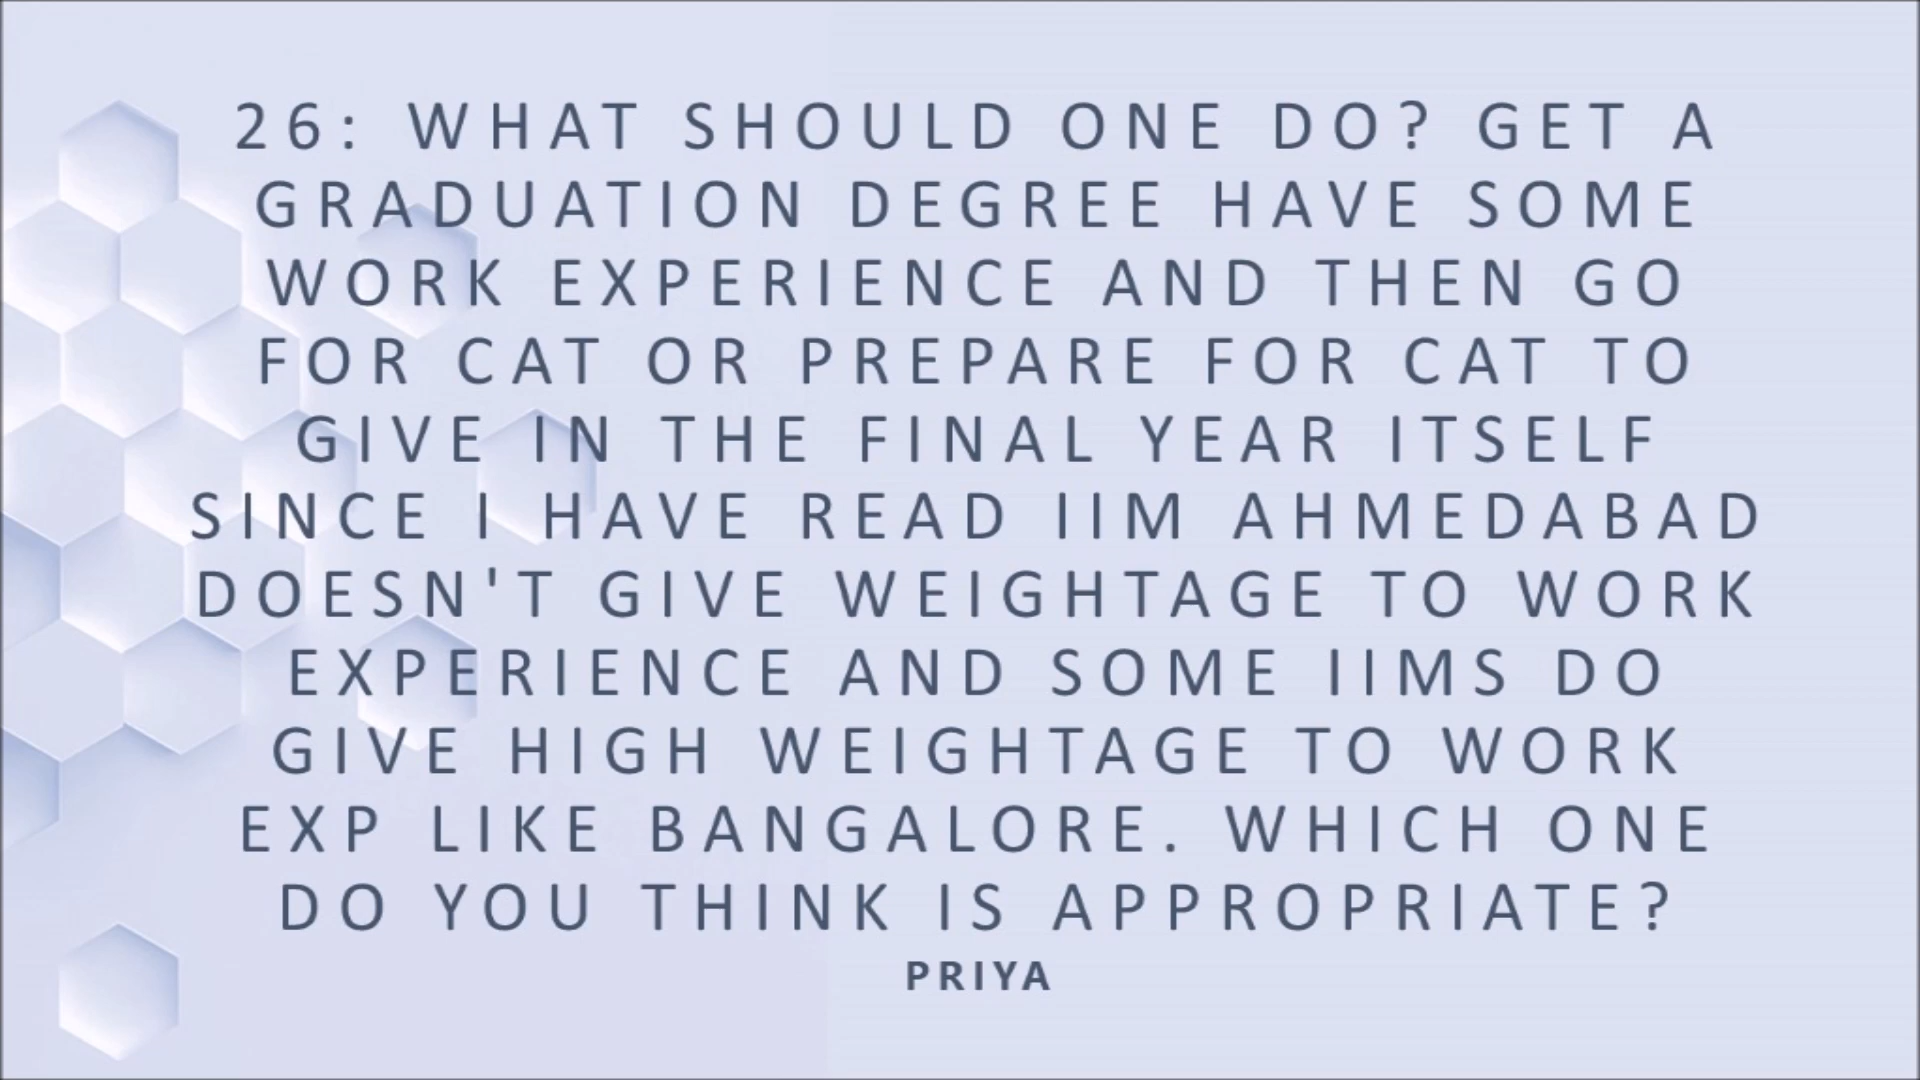 26: WHAT SHOULD ONE DO? GET A
GRADUATION DEGREE HAVE SOME
WORK EXPERIENCE AND THEN GO
FOR CAT OR PREPARE FOR CAT TO
GIVE IN THE FINAL YEAR ITSELF
SINCE I HAVE READ IIM AHMEDABAD
DOESN'T GIVE WEIGHTAGE TO WORK
EXPERIENCE AND SOME IIMS DO
GIVE HIGH WEIGHTAGE TO WORK
EXP LIKE BANGALORE. WHICH ONE
DO YOU THINK IS APPROPRIATE?
PRIYA